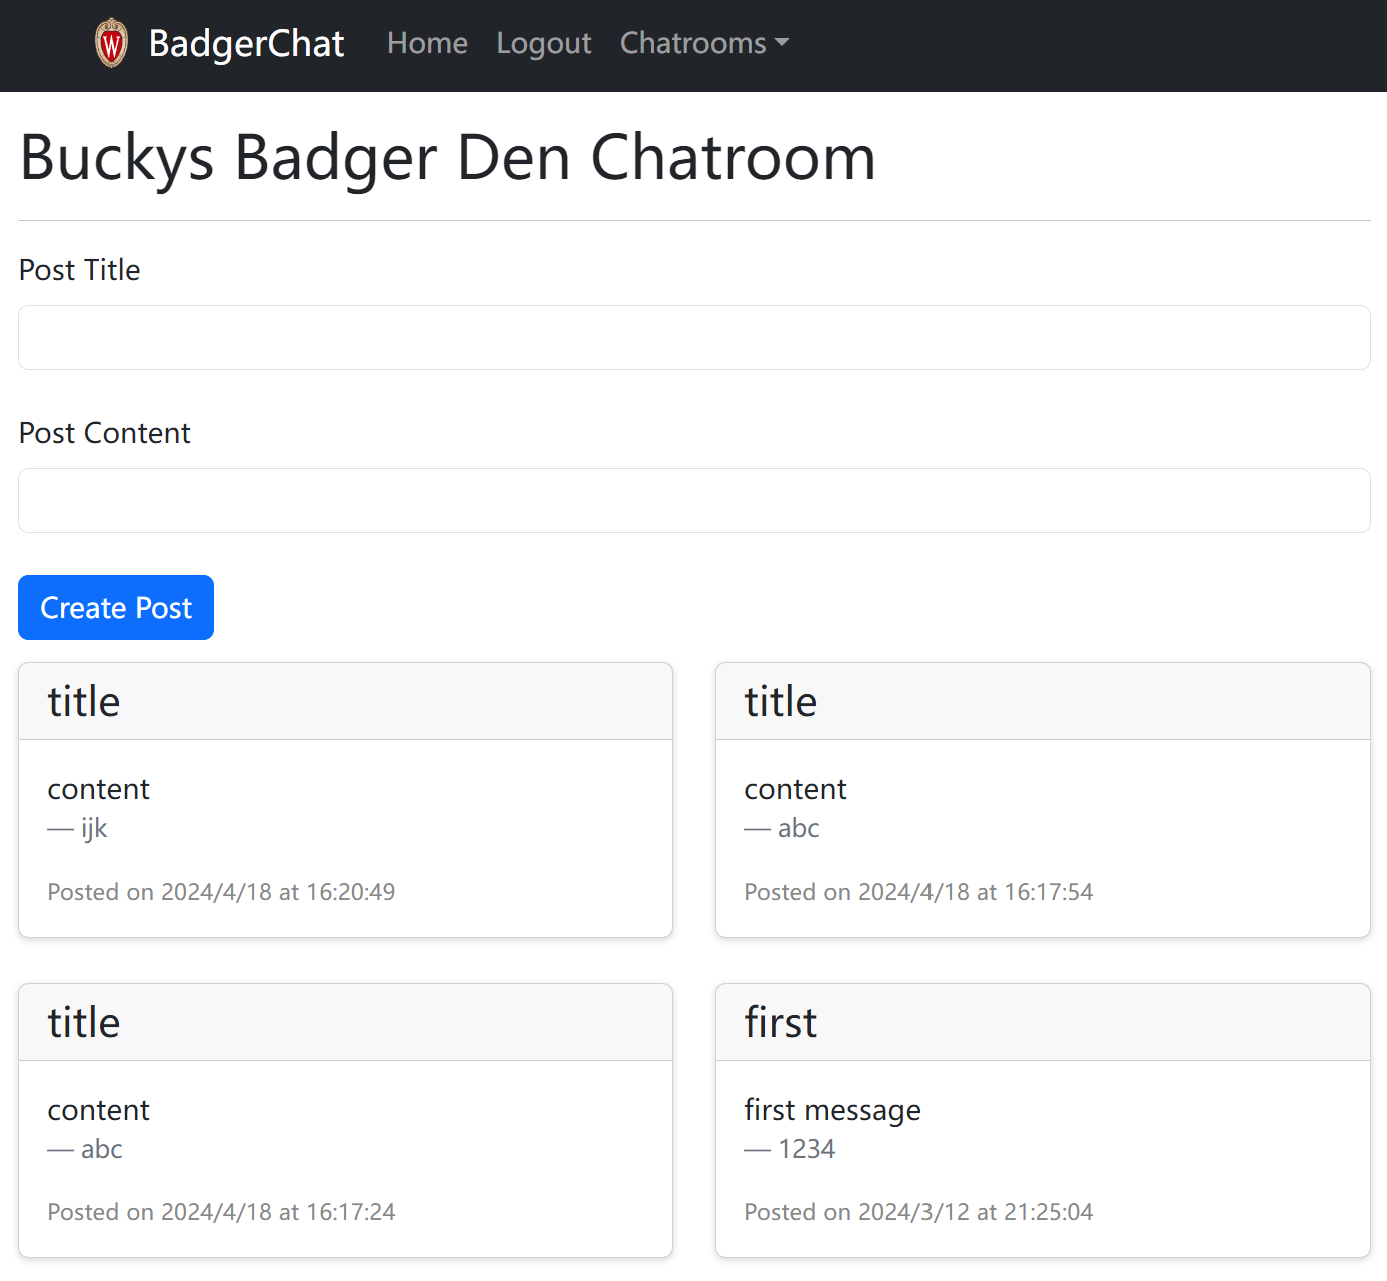 W
BadgerChat Home Logout Chatrooms
Buckys Badger Den Chatroom
Post Title
Post Content
Create Post
title
content
— ijk
Posted on 2024/4/18 at 16:20:49
title
content
— abc
Posted on 2024/4/18 at 16:17:54
title
content
— abc
Posted on 2024/4/18 at 16:17:24
first
first message
— 1234
Posted on 2024/3/12 at 21:25:04